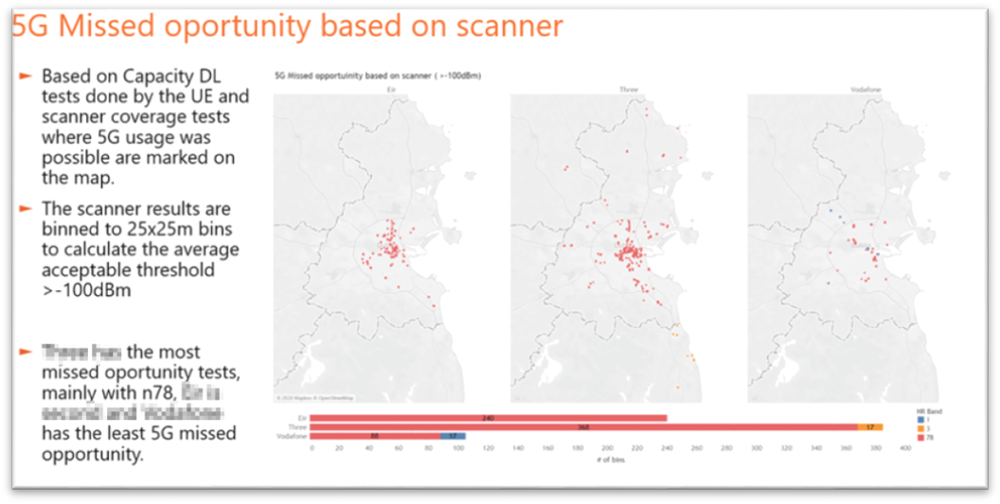 5G Missed oportunity based on scanner
Based on Capacity DL
tests done by the UE and
scanner coverage tests
where 5G usage was
possible are marked on
the map.
The scanner results are
binned to 25x25m bins
to calculate the average
acceptable threshold
>-100dBm
the most
missed oportunity tests,
mainly with n78,
has the least 5G missed
opportunity.
5G Missed opportuinity based on scanner ( >-100dBm)
Eir Three Vodafone
© 2020 Mapbox © OpenStreetMap
Eir 240
Three 368 17
Vodafone 88 17
0 20 40 60 80 100 120 140 160 180 200 220 240 260 280 300 320 340 360 380 400
# of bins
NR Band
1
3
78